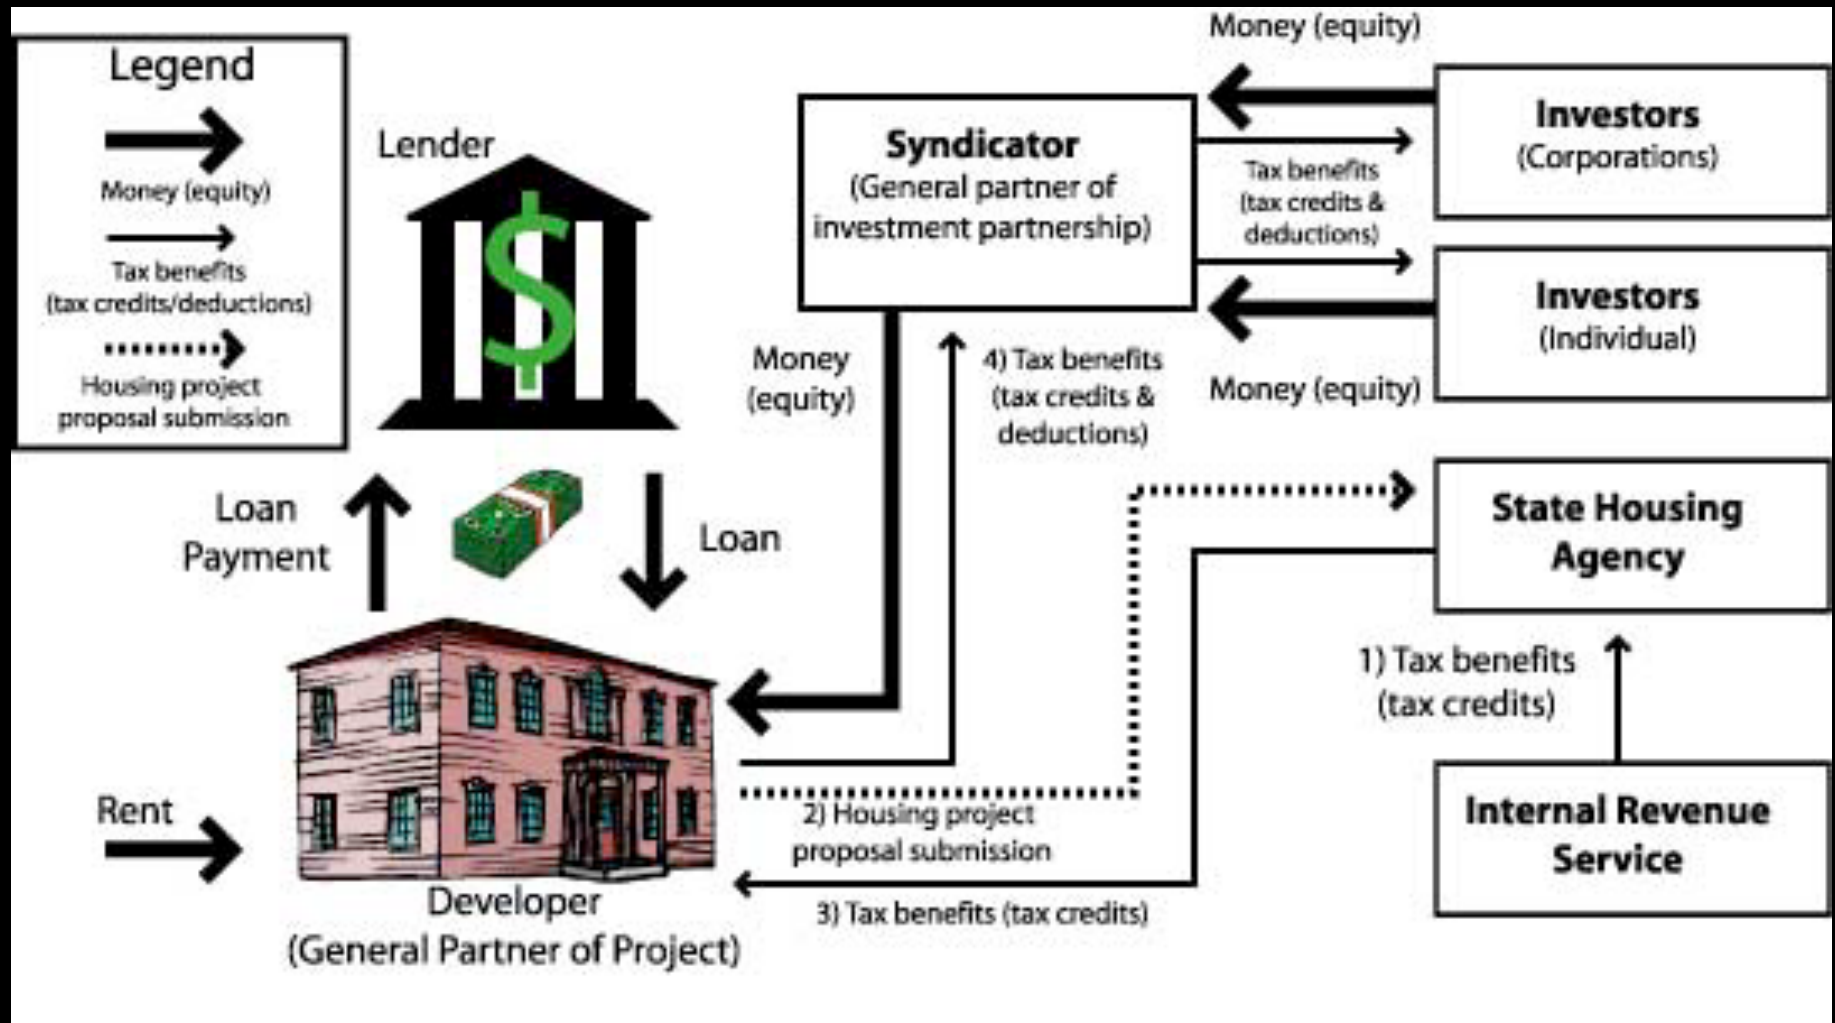 Legend
Money (equity)
Tax benefits
(tax credits/deductions)
Housing project
proposal submission
Lender
Loan
Payment
Loan
Rent
Developer
(General Partner of Project)
Syndicator
(General partner of
investment partnership)
Money (equity)
Tax benefits
(tax credits &
deductions)
Money (equity)
Investors
(Corporations)
Investors
(Individual)
Money
(equity)
4) Tax benefits
(tax credits &
deductions)
State Housing
Agency
1) Tax benefits
(tax credits)
Internal Revenue
Service
2) Housing project
proposal submission
3) Tax benefits (tax credits)